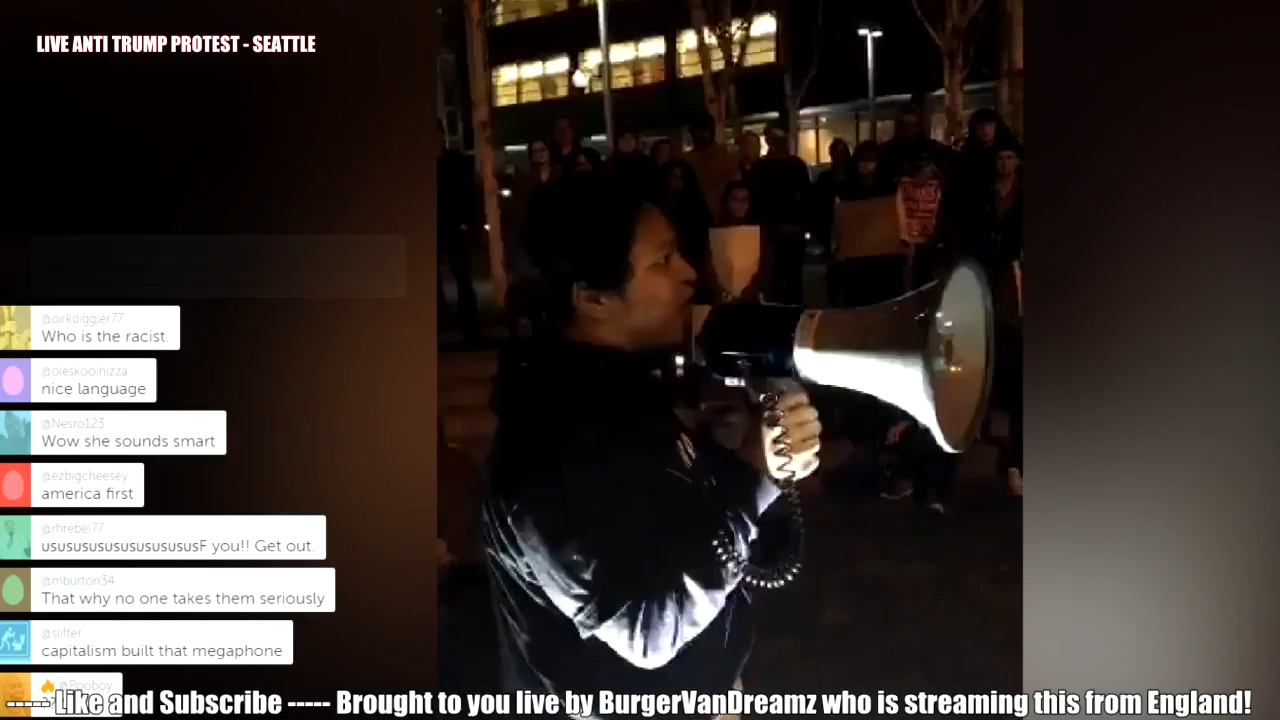 LIVE ANTI TRUMP PROTEST - SEATTLE
@dirkdiggler77
Who is the racist.
@oleskoolnizza
nice language
@Nesro123
Wow she sounds smart
@ezbigcheesey
america first
@rhrebel77
usususususususususF you!! Get out.
@mburton34
That why no one takes them seriously
@slifter
capitalism built that megaphone
@Pooboy
----- Like and Subscribe ----- Brought to you live by BurgerVanDreamz who is streaming this from England!